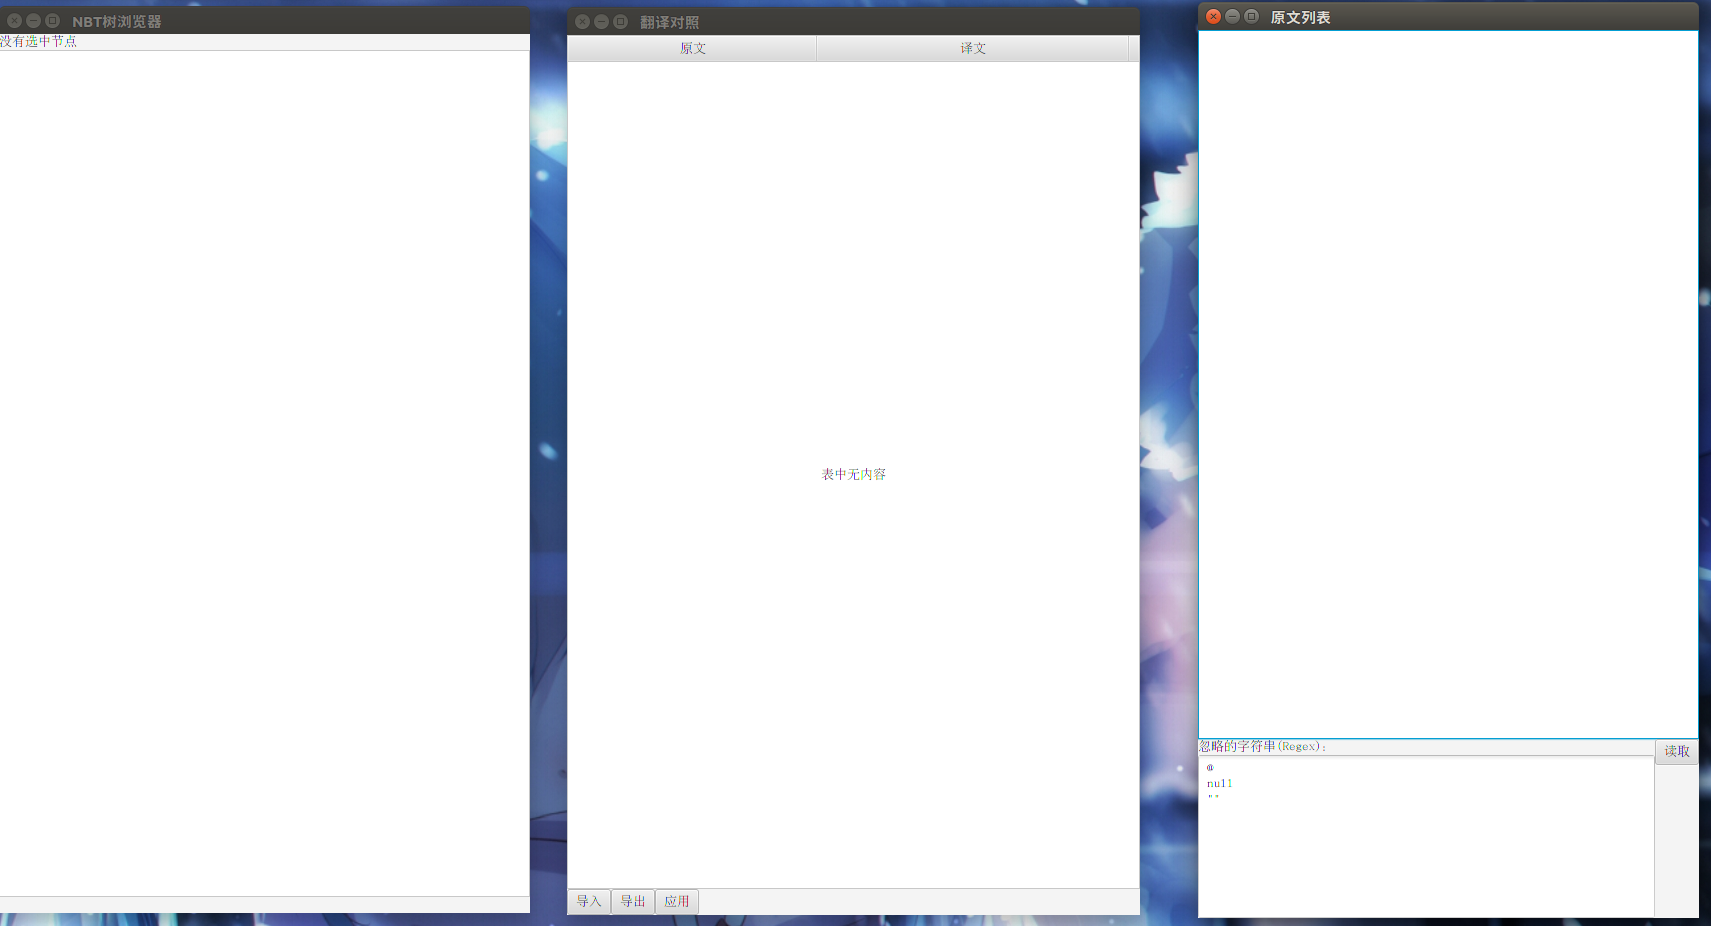 NBT树浏览器
没有选中节点
翻译对照
原文
译文
表中无内容
导入
导出
应用
原文列表
忽略的字符串(Regex):
读取
@
null
""